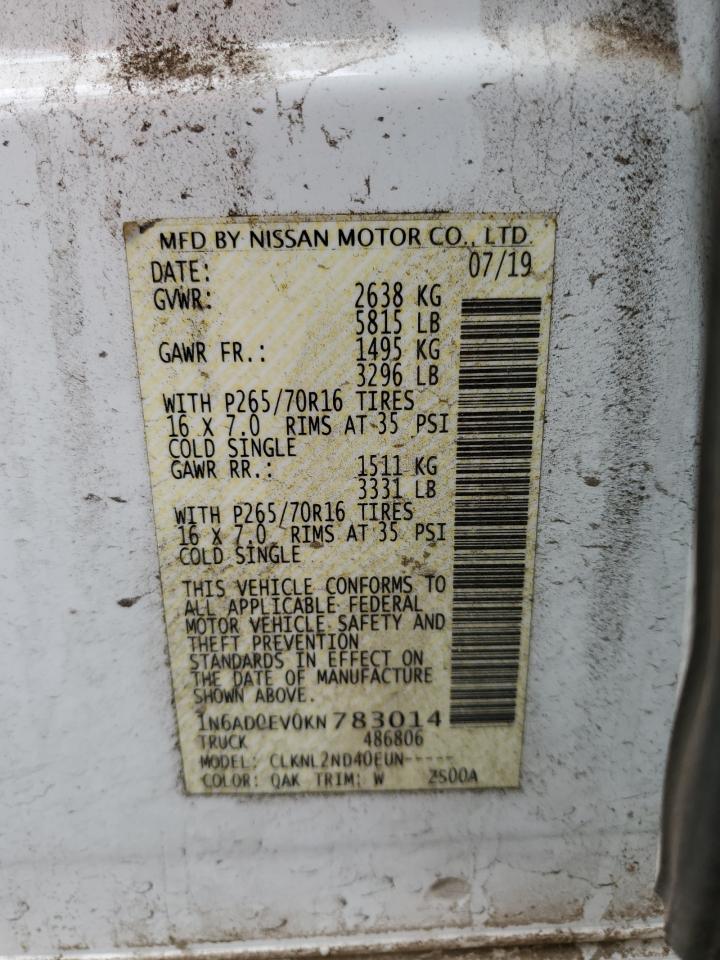 MFD BY NISSAN MOTOR CO., LTD.
DATE: 07/19
GVWR: 2638 KG
5815 LB
GAWR FR.: 1495 KG
3296 LB
WITH P265/70R16 TIRES
16 X 7.0 RIMS AT 35 PSI
COLD SINGLE
GAWR RR.: 1511 KG
3331 LB
WITH P265/70R16 TIRES
16 X 7.0 RIMS AT 35 PSI
COLD SINGLE
THIS VEHICLE CONFORMS TO
ALL APPLICABLE FEDERAL
MOTOR VEHICLE SAFETY AND
THEFT PREVENTION
STANDARDS IN EFFECT ON
THE DATE OF MANUFACTURE
SHOWN ABOVE.
1N6AD0EV0KN783014
TRUCK 486806
MODEL: CLKNL2ND40EUN-----
COLOR: QAK TRIM: W 2S00A